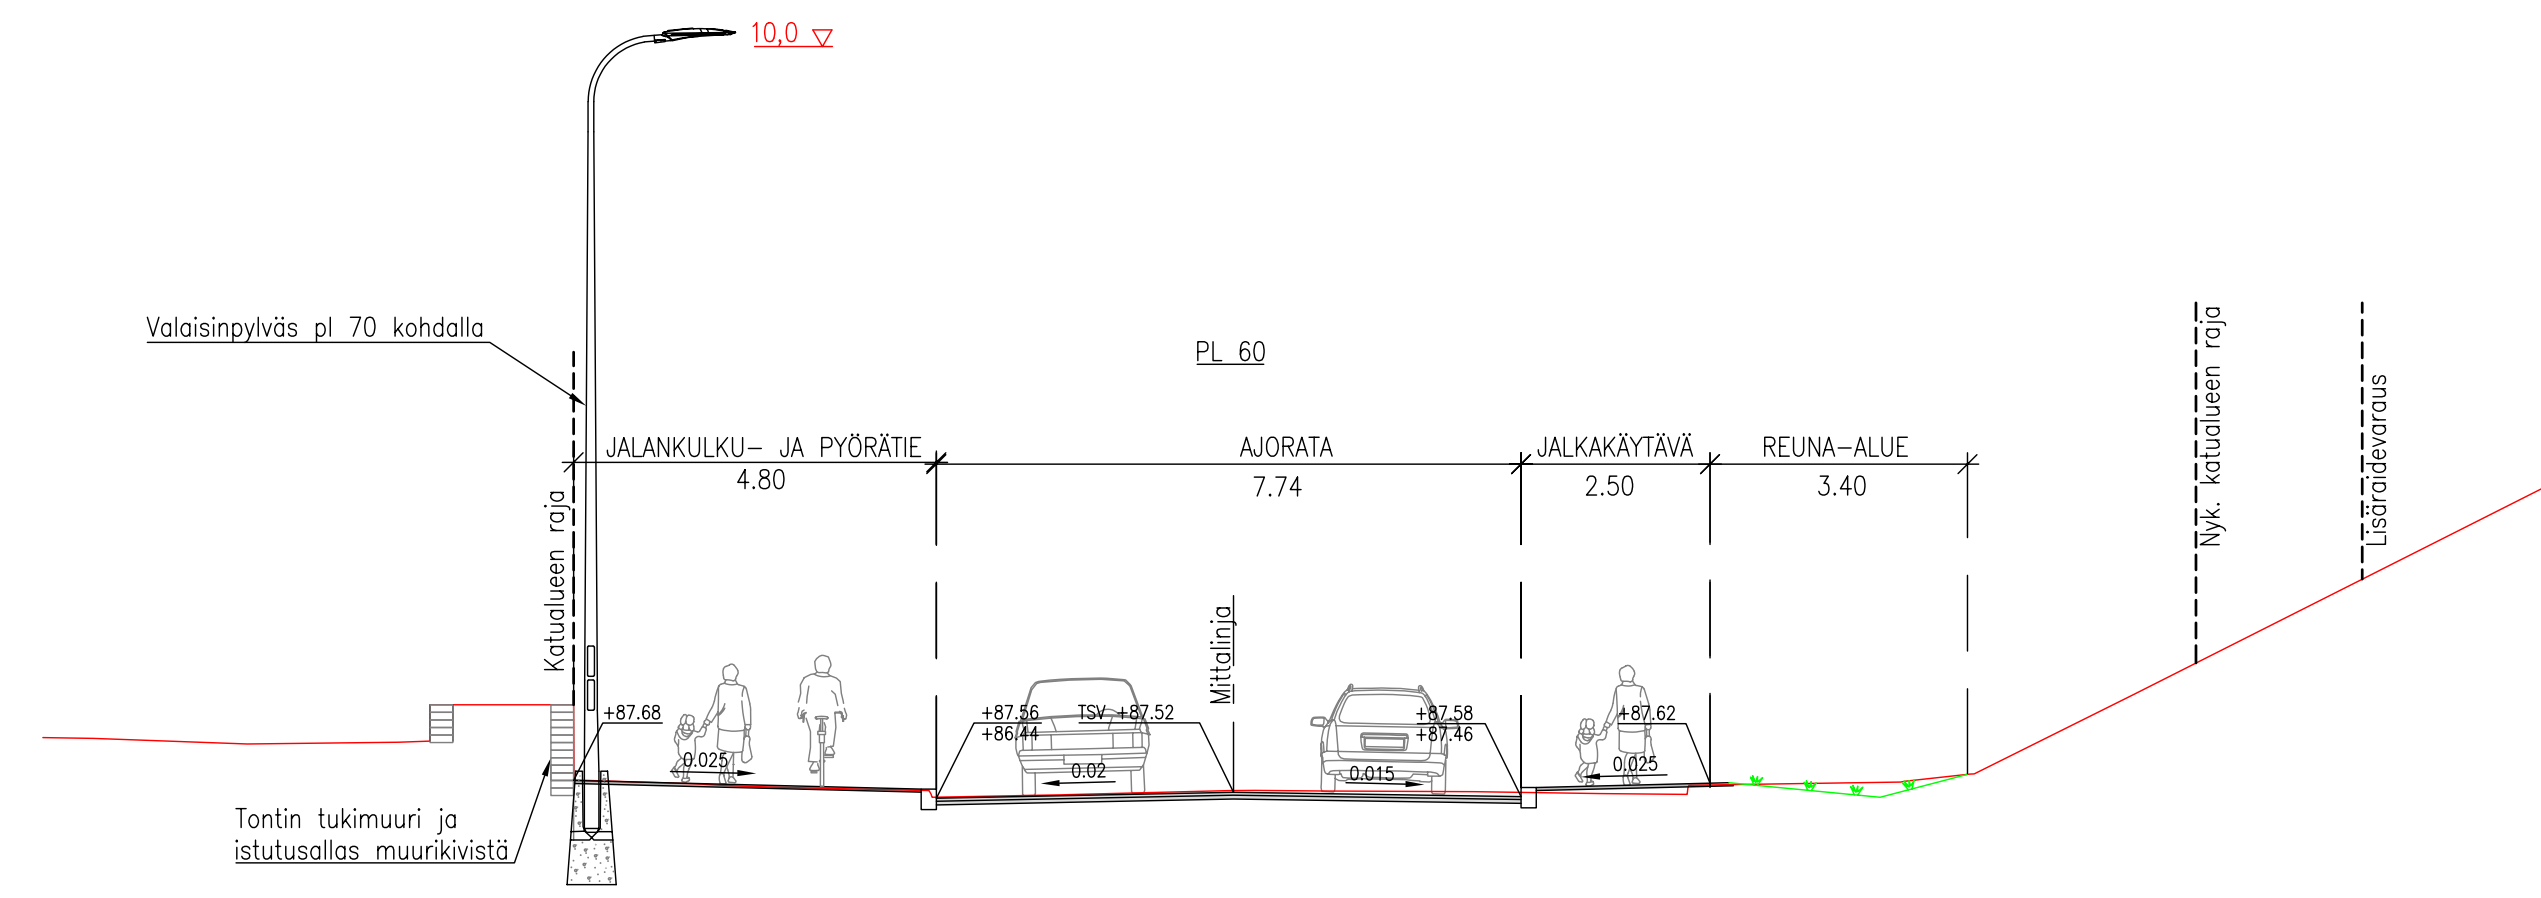 10,0
Valaisinpylväs pl 70 kohdalla
PL 60
JALANKULKU- JA PYÖRÄTIE
4.80
AJORATA
7.74
JALKAKÄYTÄVÄ
2.50
REUNA-ALUE
3.40
Katualueen raja
Mittalinja
Nyk. katualueen raja
Lisäraidevaraus
+87.68
+87.56
+86.44
TSV +87.52
+87.58
+87.46
+87.62
0.025
0.02
0.015
0.025
Tontin tukimuuri ja
istutusallas muurikivistä